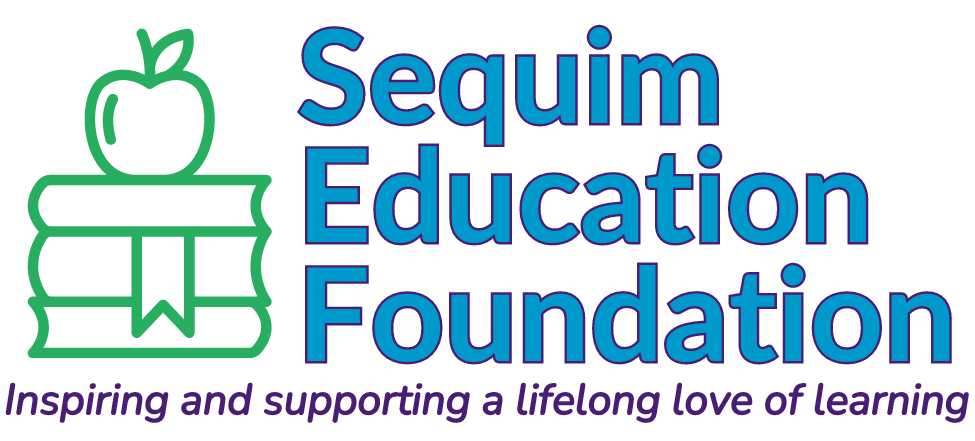 Sequim
Education
Foundation
Inspiring and supporting a lifelong love of learning